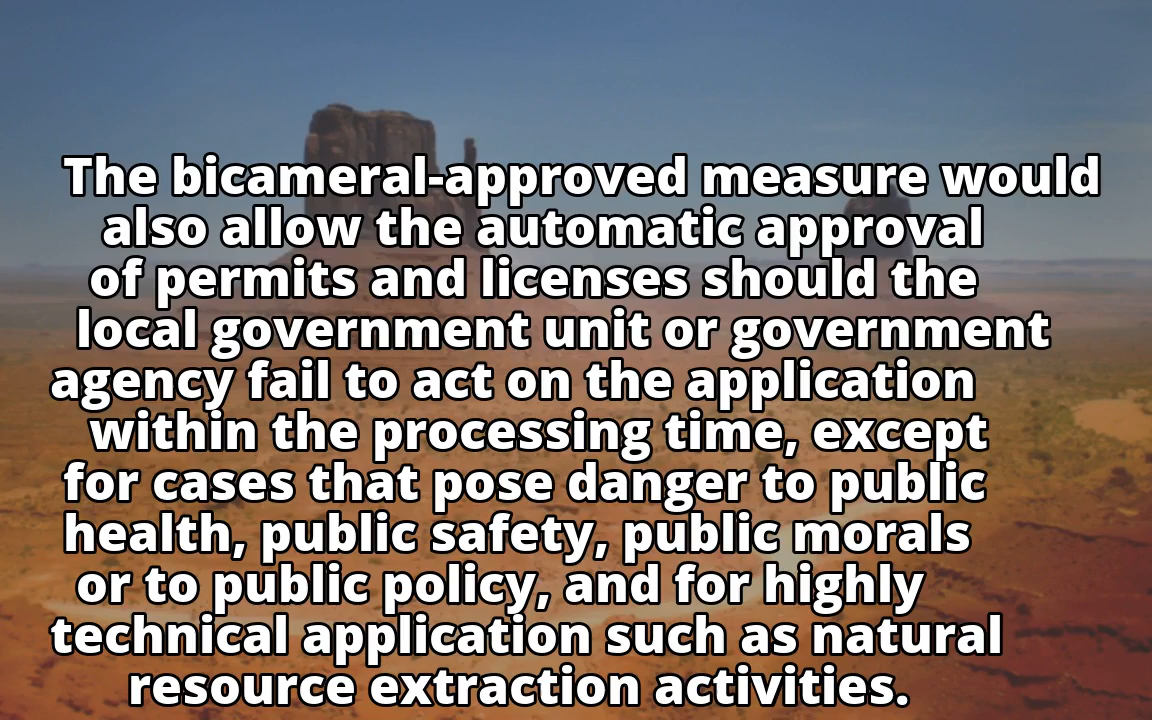 The bicameral-approved measure would
also allow the automatic approval
of permits and licenses should the
local government unit or government
agency fail to act on the application
within the processing time, except
for cases that pose danger to public
health, public safety, public morals
or to public policy, and for highly
technical application such as natural
resource extraction activities.